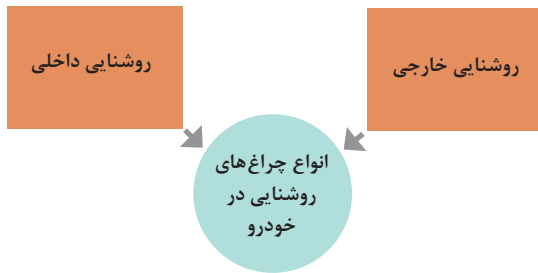 روشنایی خارجی
روشنایی داخلی
انواع چراغ‌های
روشنایی در
خودرو